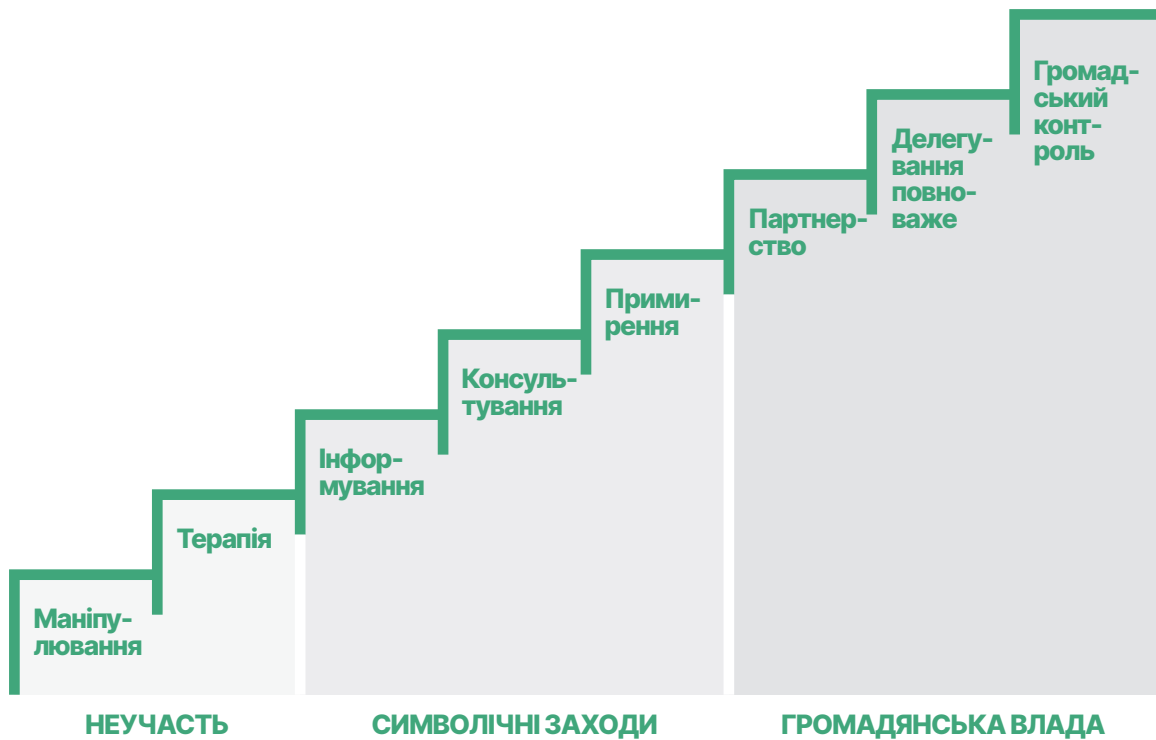 Громад-
ський
конт-
роль
Делегу-
вання
повно-
важе
Партнер-
ство
Прими-
рення
Консуль-
тування
Інфор-
мування
Терапія
Маніпу-
лювання
НЕУЧАСТЬ
СИМВОЛІЧНІ ЗАХОДИ
ГРОМАДЯНСЬКА ВЛАДА